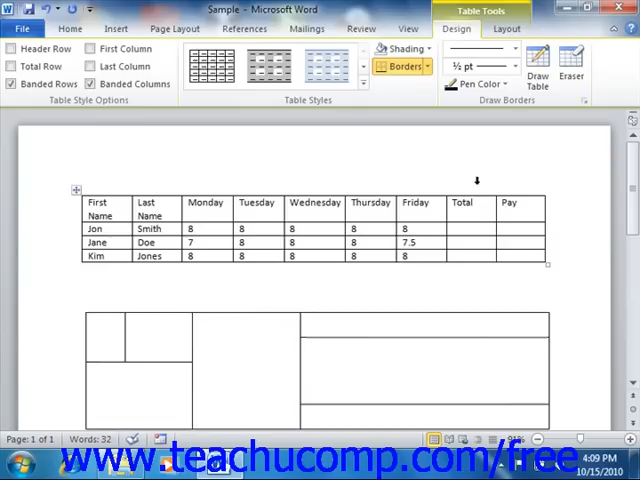 Sample - Microsoft Word
Table Tools
File Home Insert Page Layout References Mailings Review View Design Layout
Header Row First Column
Total Row Last Column
Banded Rows Banded Columns
Table Style Options
Table Styles
Shading
Borders
½ pt
Pen Color
Draw Table
Eraser
Draw Borders
First Name Last Name Monday Tuesday Wednesday Thursday Friday Total Pay
Jon Smith 8 8 8 8 8
Jane Doe 7 8 8 8 7.5
Kim Jones 8 8 8 8 8
Page: 1 of 1 Words: 32 91%
www.teachucomp.com/free
4:09 PM
10/15/2010